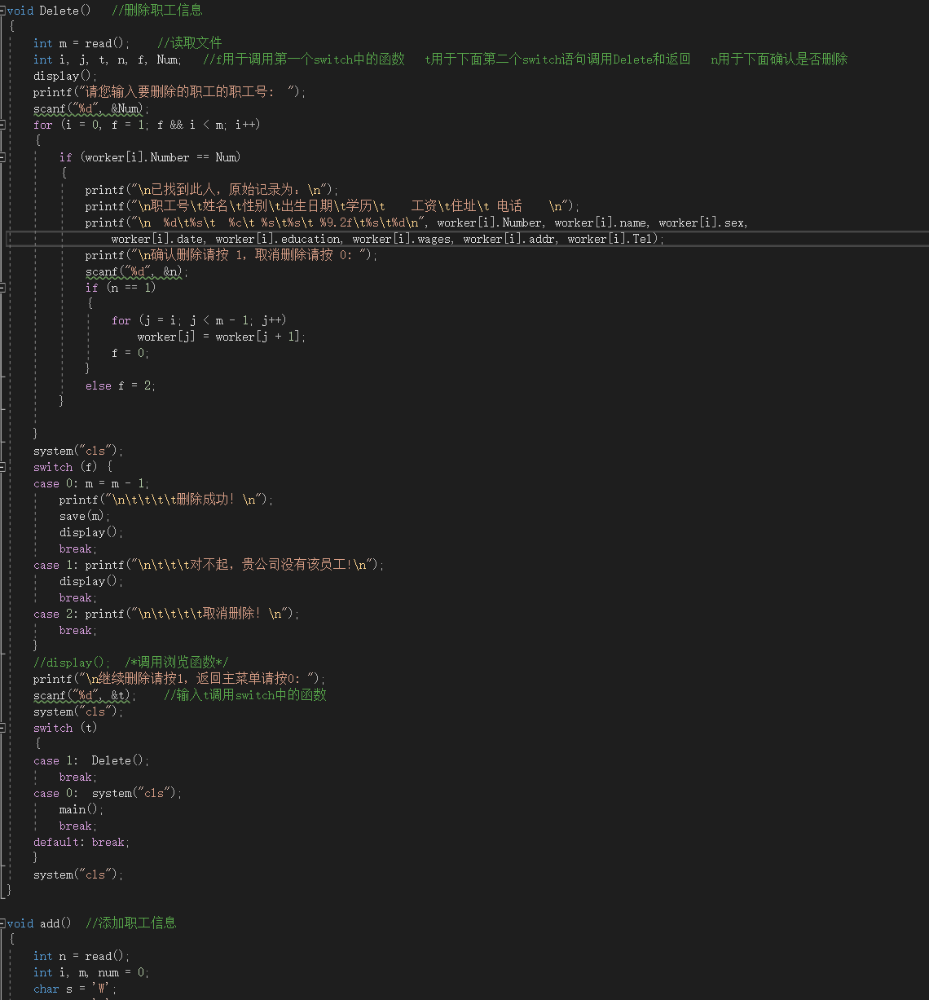 void Delete()   //删除职工信息
{
    int m = read();    //读取文件
    int i, j, t, n, f, Num;   //f用于调用第一个switch中的函数   t用于下面第二个switch语句调用Delete和返回   n用于下面确认是否删除
    display();
    printf("请您输入要删除的职工的职工号:  ");
    scanf("%d", &Num);
    for (i = 0, f = 1; f && i < m; i++)
    {
        if (worker[i].Number == Num)
        {
            printf("\n已找到此人，原始记录为：\n");
            printf("\n职工号\t姓名\t性别\t出生日期\t学历\t    工资\t住址\t 电话    \n");
            printf("\n  %d\t%s\t  %c\t %s\t%s\t %9.2f\t%s\t%d\n", worker[i].Number, worker[i].name, worker[i].sex,
                worker[i].date, worker[i].education, worker[i].wages, worker[i].addr, worker[i].Tel);
            printf("\n确认删除请按 1，取消删除请按 0: ");
            scanf("%d", &n);
            if (n == 1)
            {
                for (j = i; j < m - 1; j++)
                    worker[j] = worker[j + 1];
                f = 0;
            }
            else f = 2;
        }

    }
    system("cls");
    switch (f) {
    case 0: m = m - 1;
        printf("\n\t\t\t\t删除成功！\n");
        save(m);
        display();
        break;
    case 1: printf("\n\t\t\t对不起，贵公司没有该员工!\n");
        display();
        break;
    case 2: printf("\n\t\t\t\t取消删除！\n");
        break;
    }
    //display();  /*调用浏览函数*/
    printf("\n继续删除请按1，返回主菜单请按0: ");
    scanf("%d", &t);    //输入t调用switch中的函数
    system("cls");
    switch (t)
    {
    case 1:  Delete();
        break;
    case 0:  system("cls");
        main();
        break;
    default: break;
    }
    system("cls");
}

void add()  //添加职工信息
{
    int n = read();
    int i, m, num = 0;
    char s = 'W';